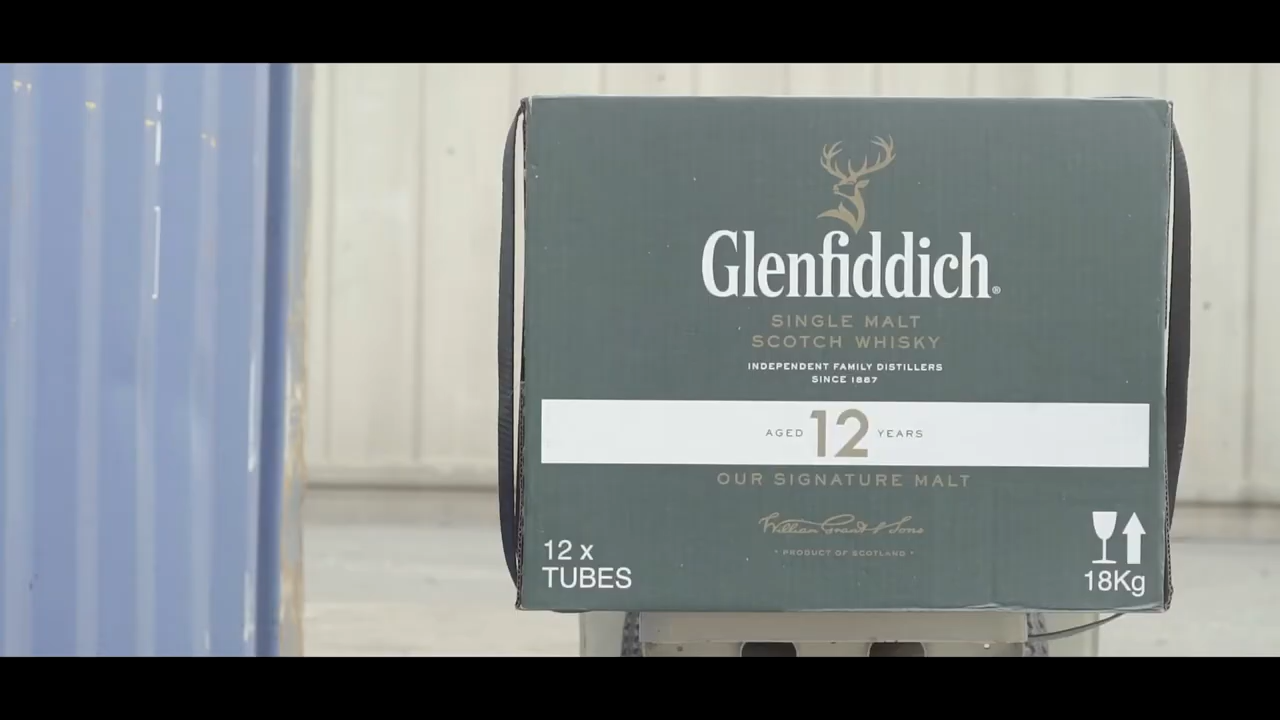 Glenfiddich®
SINGLE MALT
SCOTCH WHISKY
INDEPENDENT FAMILY DISTILLERS
SINCE 1887
AGED 12 YEARS
OUR SIGNATURE MALT
William Grant & Sons
• PRODUCT OF SCOTLAND •
12 x
TUBES
18Kg